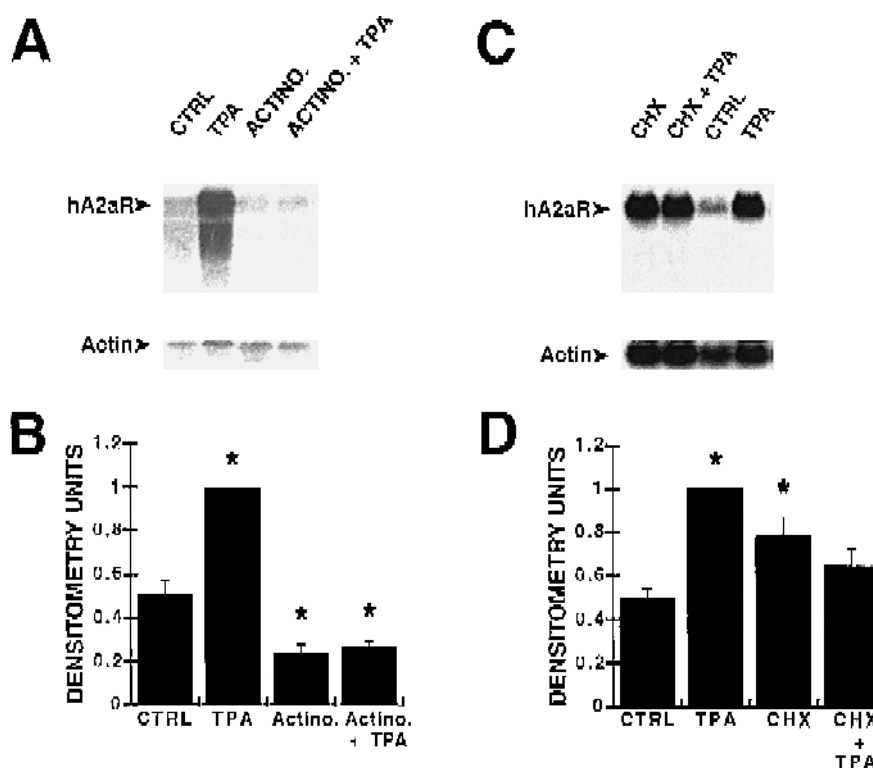 A
CTRL
TPA
ACTINO.
ACTINO. + TPA
hA2aR
Actin
B
DENSITOMETRY UNITS
1.2
1
0.8
0.6
0.4
0.2
0
*
*
*
*
CTRL TPA Actino. Actino.
+ TPA
C
CHX
CHX + TPA
CTRL
TPA
hA2aR
Actin
D
DENSITOMETRY UNITS
1.2
1
0.8
0.6
0.4
0.2
0
*
*
CTRL TPA CHX CHX
+
TPA